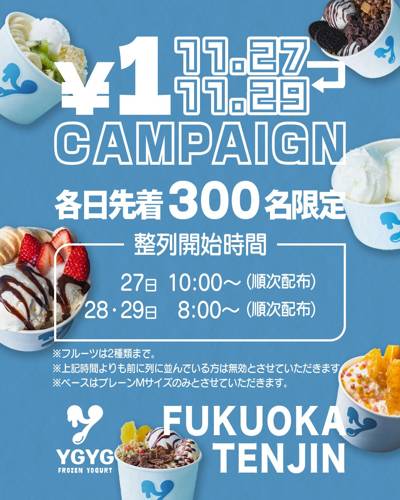 ¥1
11.27
11.29
CAMPAIGN
各日先着300名限定
整列開始時間
27日 10:00～（順次配布）
28・29日 8:00～（順次配布）
※フルーツは2種類まで。
※上記時間よりも前に列に並んでいる方は無効とさせていただきます。
※ベースはプレーンMサイズのみとさせていただきます。
YGYG
FROZEN YOGURT
FUKUOKA
TENJIN